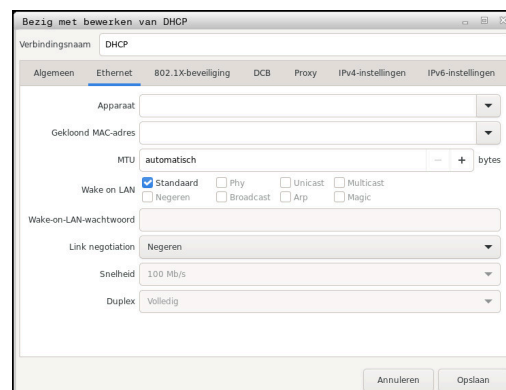 Bezig met bewerken van DHCP
Verbindingsnaam DHCP
Algemeen Ethernet 802.1X-beveiliging DCB Proxy IPv4-instellingen IPv6-instellingen
Apparaat
Gekloond MAC-adres
MTU automatisch − + bytes
Wake on LAN Standaard Phy Unicast Multicast
Negeren Broadcast Arp Magic
Wake-on-LAN-wachtwoord
Link negotiation Negeren
Snelheid 100 Mb/s
Duplex Volledig
Annuleren Opslaan